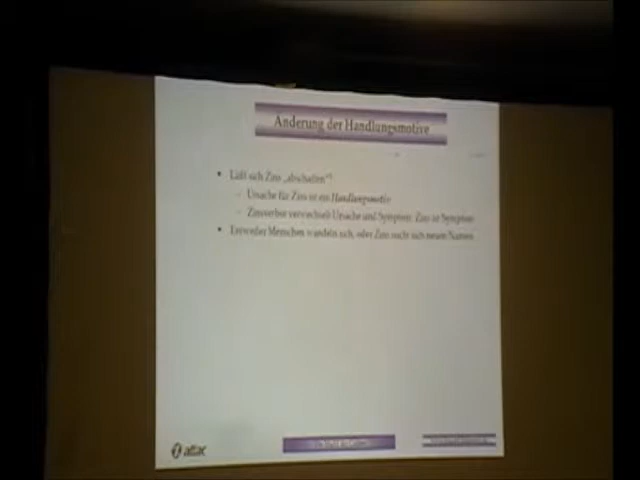 Änderung der Handlungsmotive
• Läßt sich Zins „abschaffen“?
– Ursache für Zins ist ein Handlungsmotiv
– Zinsverbot verwechselt Ursache und Symptom: Zins ist Symptom
• Entweder Menschen wandeln sich, oder Zins sucht sich neuen Namen
attac